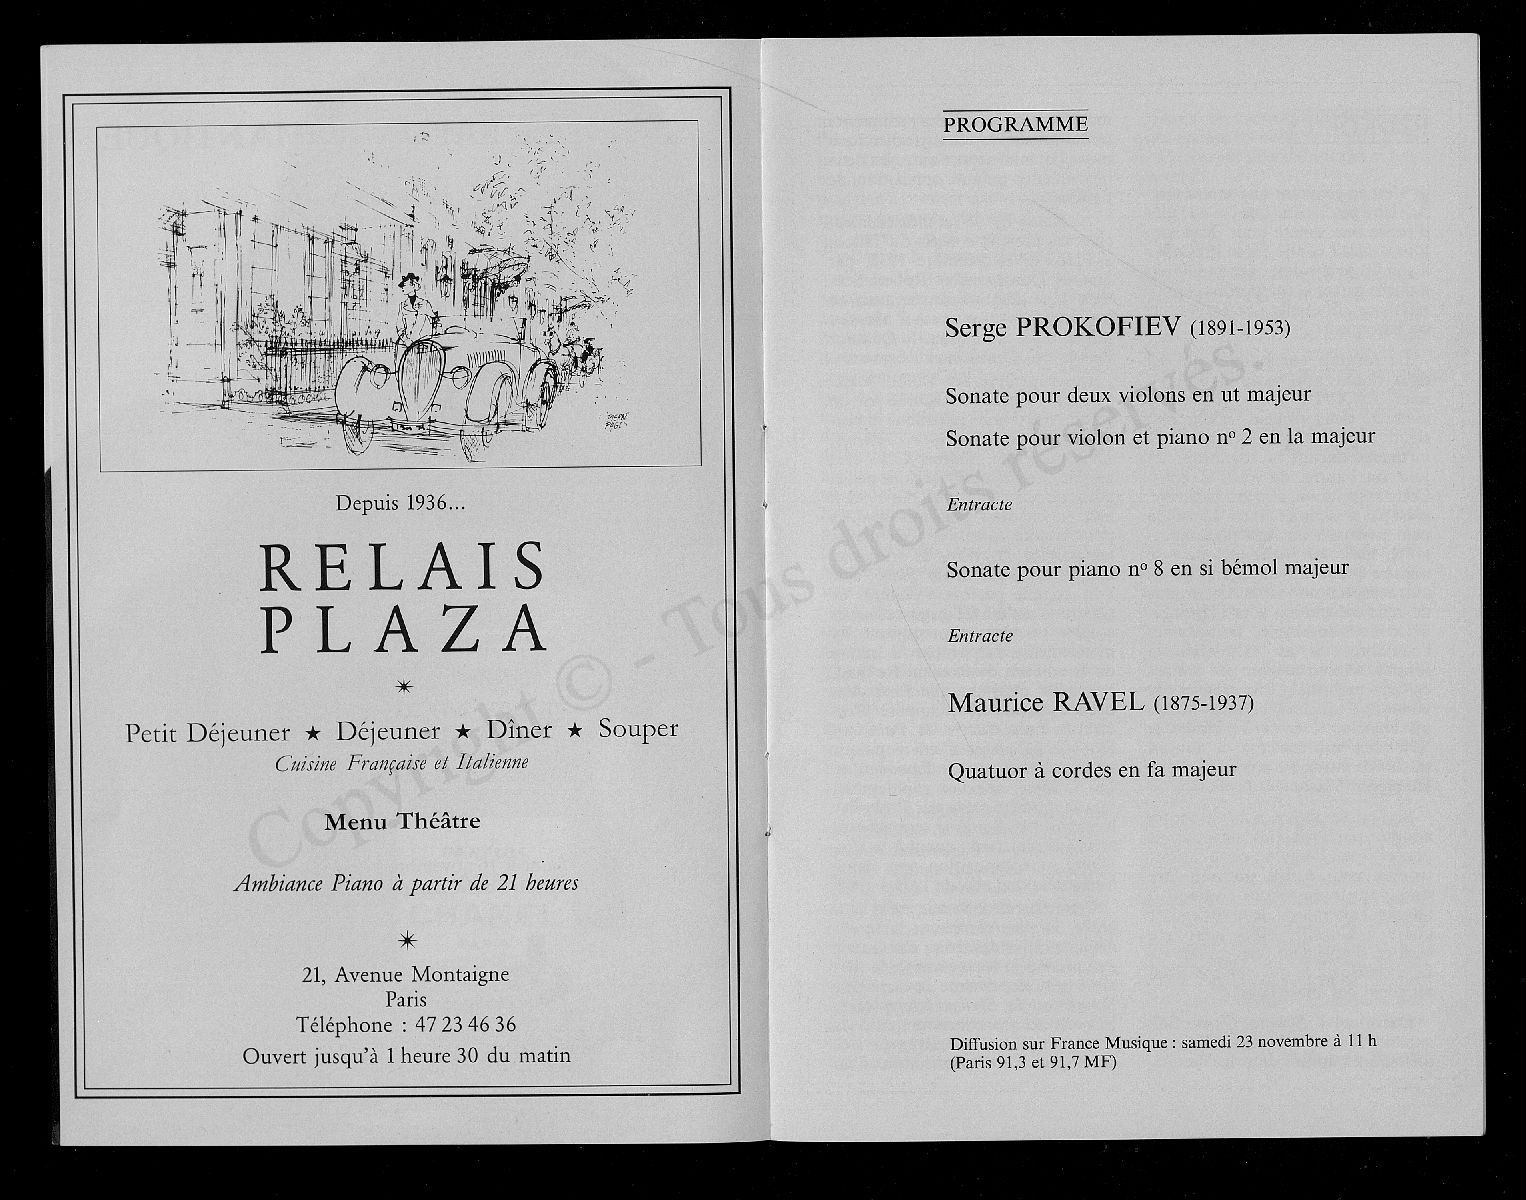 Depuis 1936...
RELAIS
PLAZA
Petit Déjeuner ★ Déjeuner ★ Dîner ★ Souper
Cuisine Française et Italienne
Menu Théâtre
Ambiance Piano à partir de 21 heures
21, Avenue Montaigne
Paris
Téléphone : 47 23 46 36
Ouvert jusqu'à 1 heure 30 du matin
PROGRAMME
Serge PROKOFIEV (1891-1953)
Sonate pour deux violons en ut majeur
Sonate pour violon et piano nº 2 en la majeur
Entracte
Sonate pour piano nº 8 en si bémol majeur
Entracte
Maurice RAVEL (1875-1937)
Quatuor à cordes en fa majeur
Diffusion sur France Musique : samedi 23 novembre à 11 h
(Paris 91,3 et 91,7 MF)
Copyright © - Tous droits réservés.